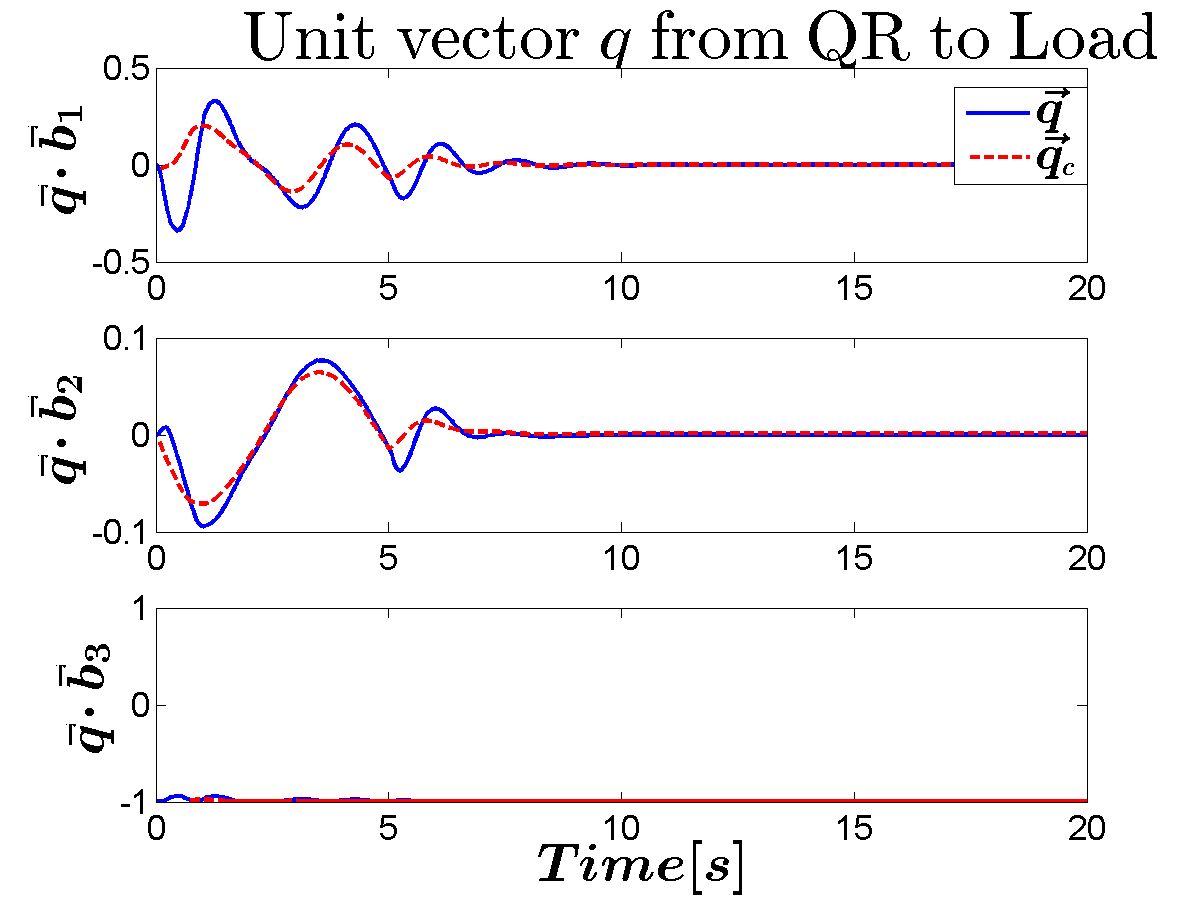 Unit vector q from QR to Load
0.5
0
-0.5
q⃗ · b⃗₁
q⃗
q⃗_c
0 5 10 15 20
0.1
0
-0.1
q⃗ · b⃗₂
0 5 10 15 20
1
0
-1
q⃗ · b⃗₃
0 5 10 15 20
Time[s]